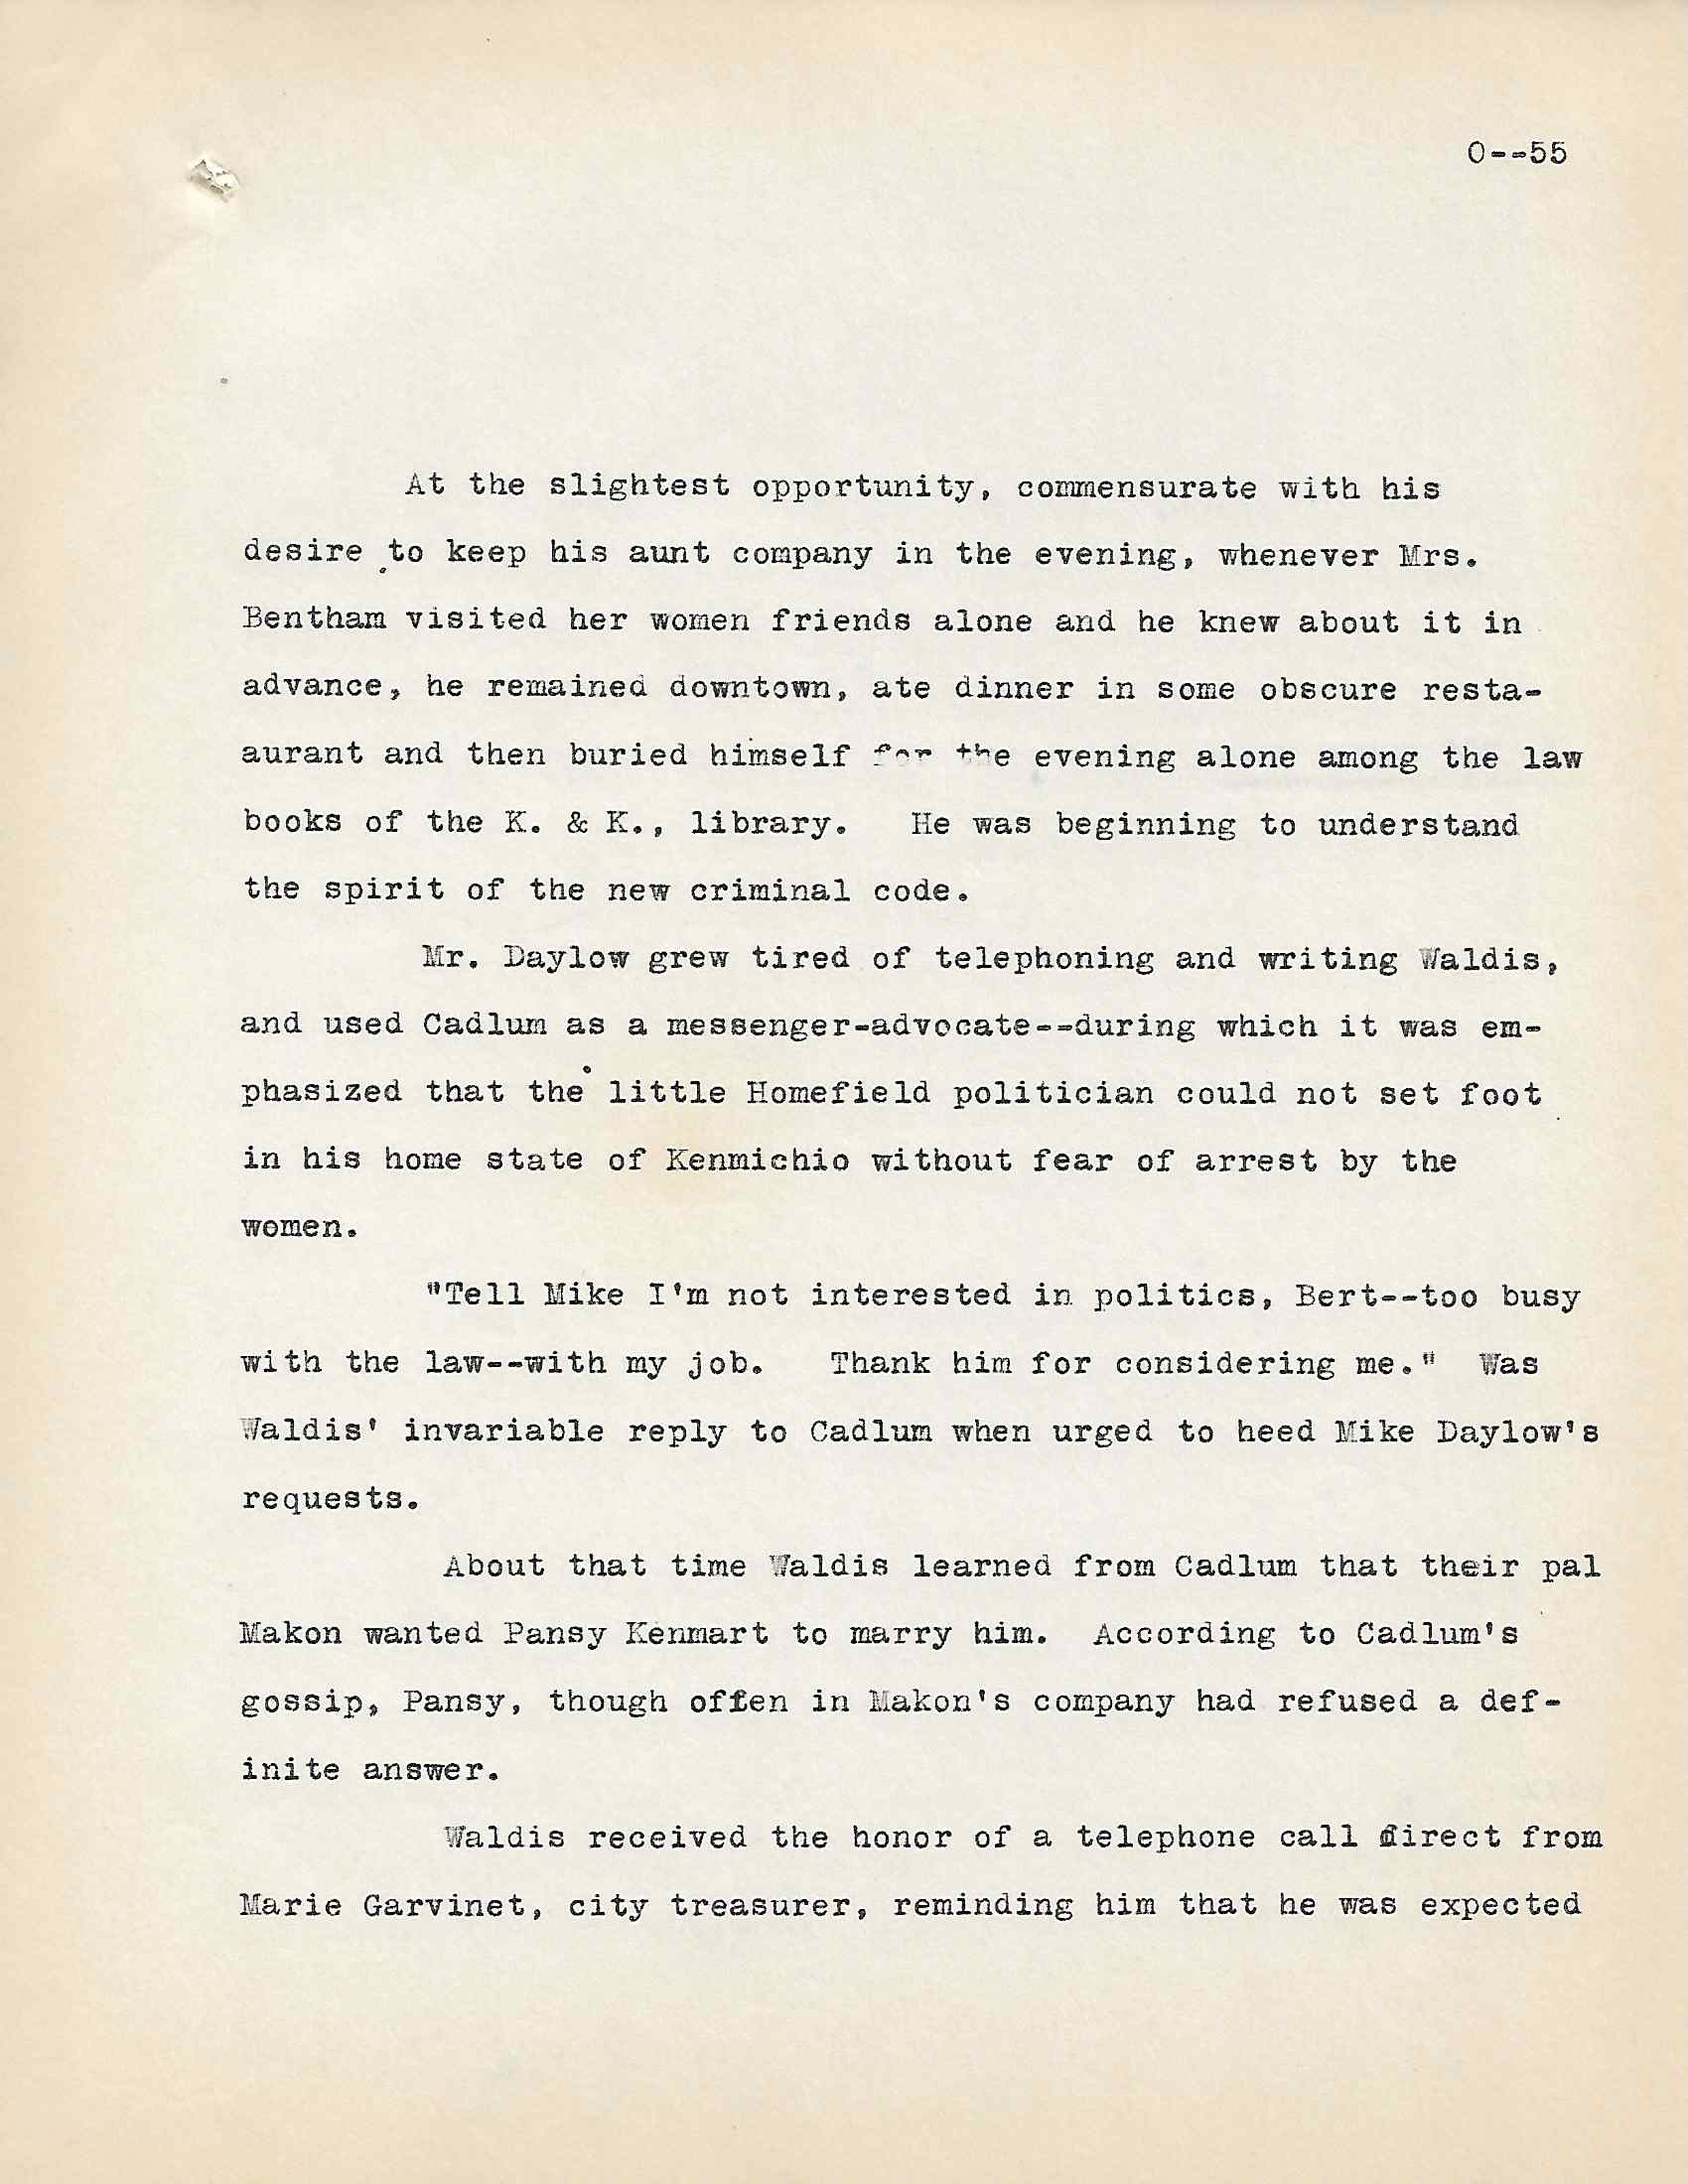 O--55
At the slightest opportunity, commensurate with his
desire to keep his aunt company in the evening, whenever Mrs.
Bentham visited her women friends alone and he knew about it in
advance, he remained downtown, ate dinner in some obscure resta-
aurant and then buried himself for the evening alone among the law
books of the K. & K., library.   He was beginning to understand
the spirit of the new criminal code.
Mr. Daylow grew tired of telephoning and writing Waldis,
and used Cadlum as a messenger-advocate--during which it was em-
phasized that the little Homefield politician could not set foot
in his home state of Kenmichio without fear of arrest by the
women.
"Tell Mike I'm not interested in politics, Bert--too busy
with the law--with my job.   Thank him for considering me."  Was
Waldis' invariable reply to Cadlum when urged to heed Mike Daylow's
requests.
About that time Waldis learned from Cadlum that their pal
Makon wanted Pansy Kenmart to marry him.  According to Cadlum's
gossip, Pansy, though often in Makon's company had refused a def-
inite answer.
Waldis received the honor of a telephone call direct from
Marie Garvinet, city treasurer, reminding him that he was expected